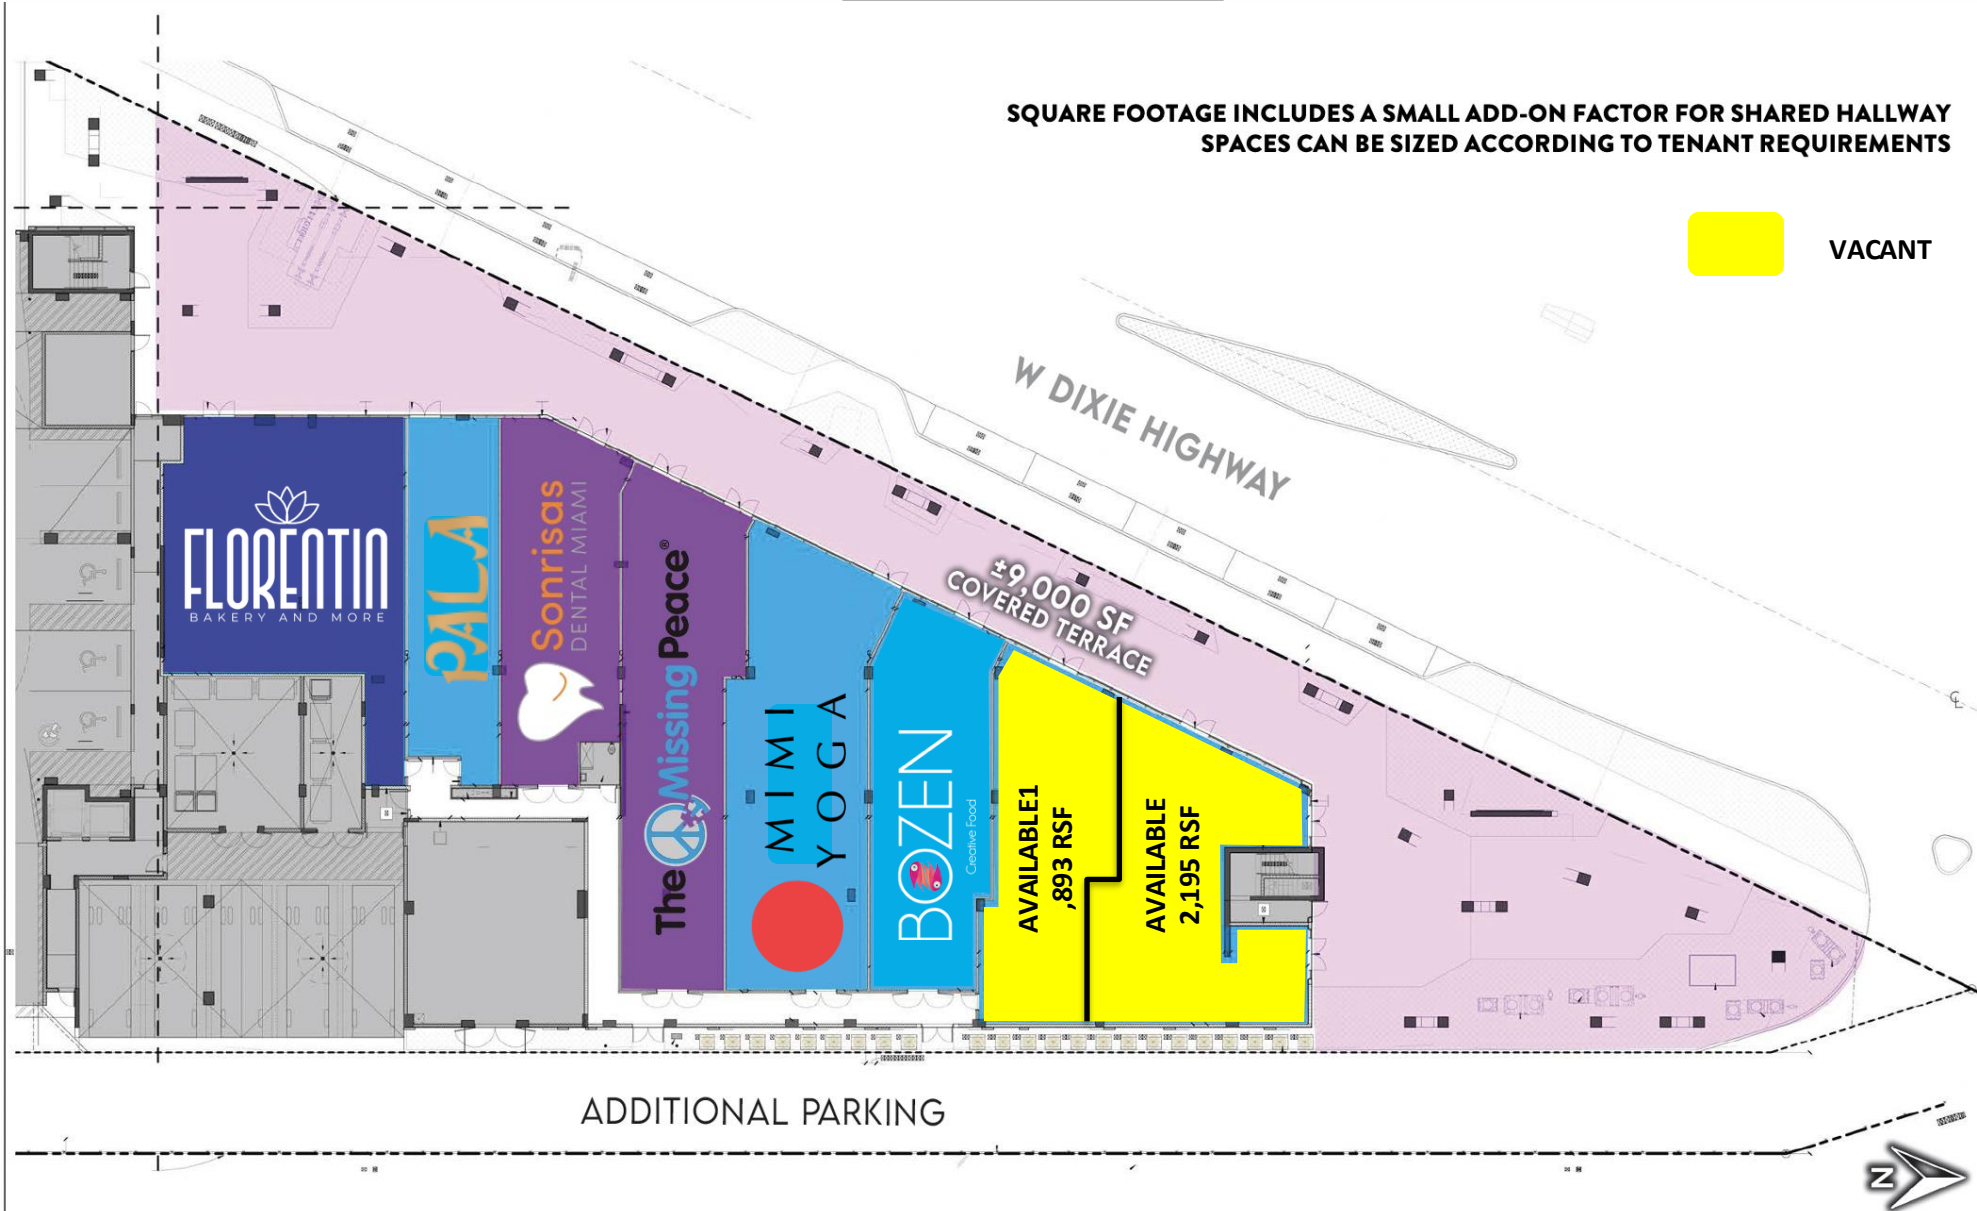 SQUARE FOOTAGE INCLUDES A SMALL ADD-ON FACTOR FOR SHARED HALLWAY
SPACES CAN BE SIZED ACCORDING TO TENANT REQUIREMENTS
VACANT
W DIXIE HIGHWAY
±9,000 SF
COVERED TERRACE
FLORENTIN
BAKERY AND MORE
PALA
Sonrisas
DENTAL MIAMI
The Missing Peace®
MIMI
YOGA
BOZEN
Creative Food
AVAILABLE1
,893 RSF
AVAILABLE
2,195 RSF
ADDITIONAL PARKING
N